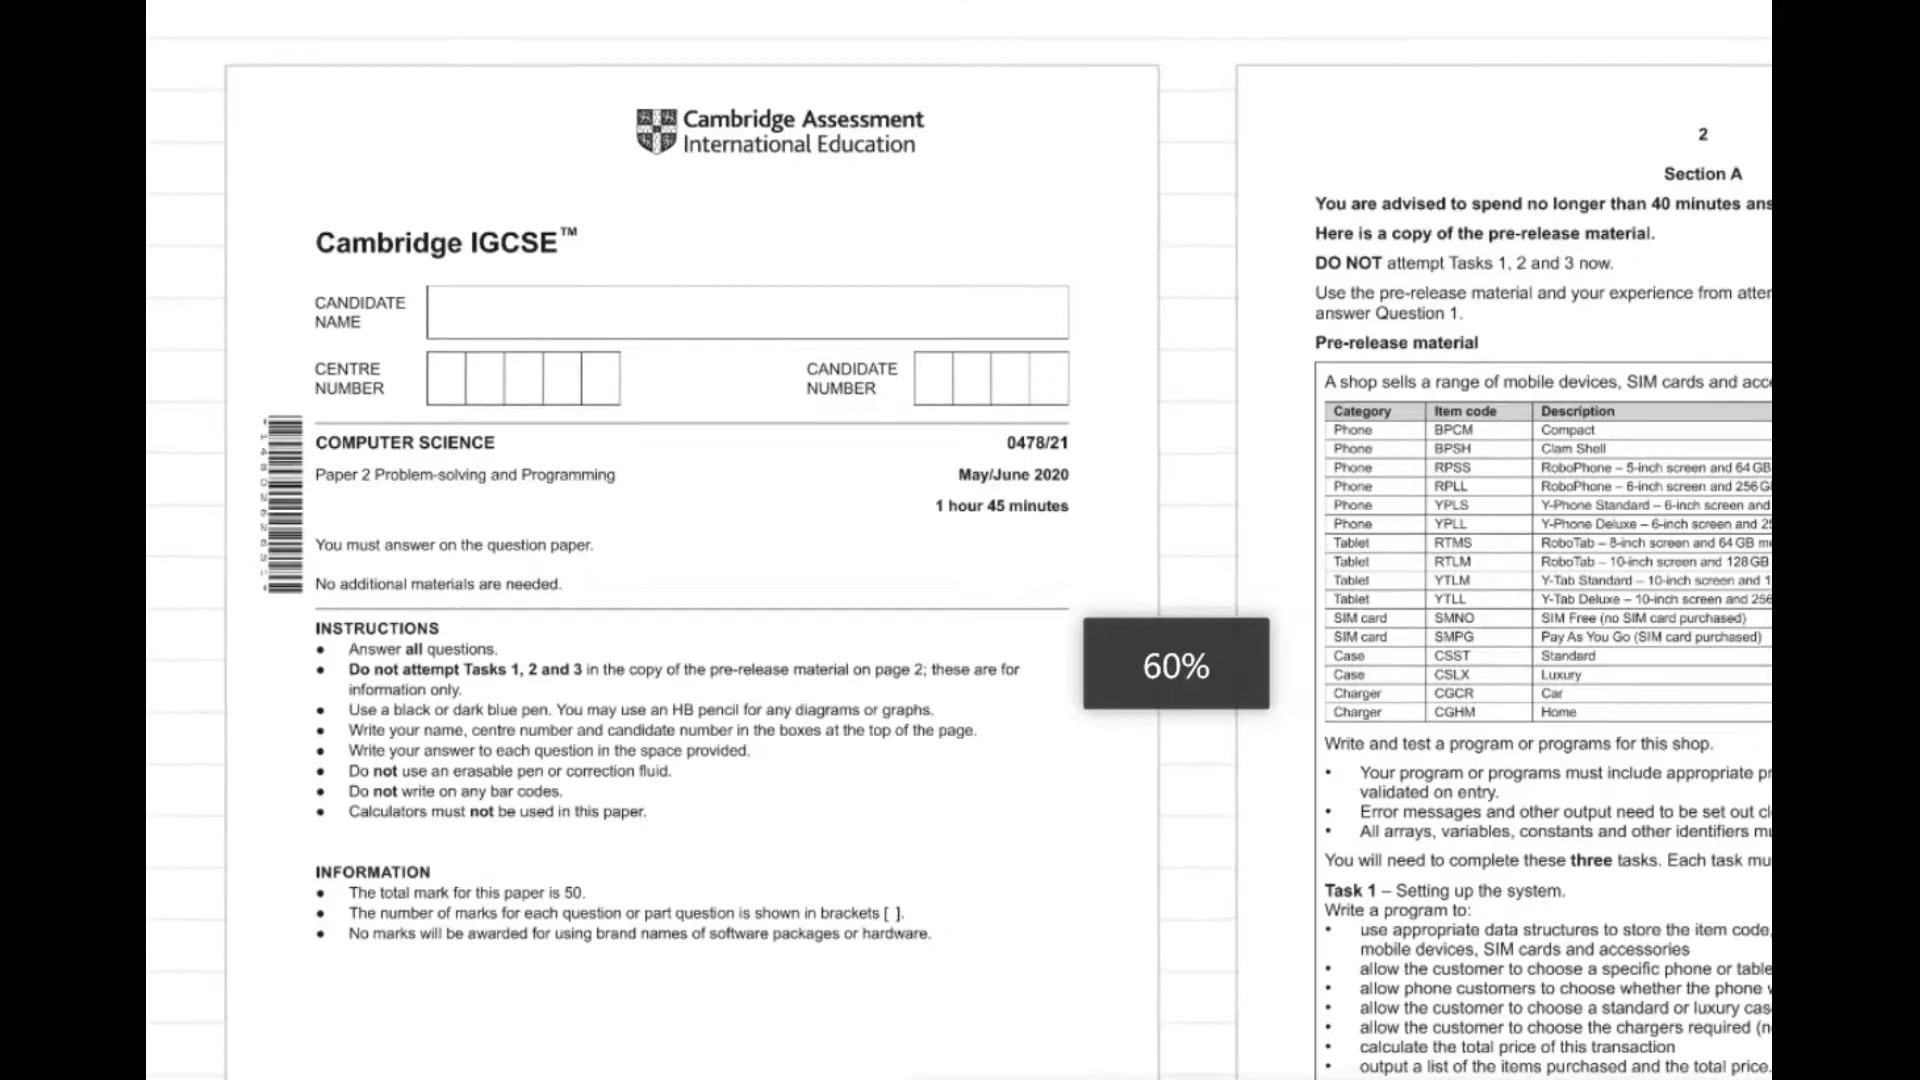 Cambridge Assessment
International Education
Cambridge IGCSE™
CANDIDATE
NAME
CENTRE
NUMBER
CANDIDATE
NUMBER
COMPUTER SCIENCE 0478/21
Paper 2 Problem-solving and Programming May/June 2020
1 hour 45 minutes
You must answer on the question paper.
No additional materials are needed.
INSTRUCTIONS
● Answer all questions.
● Do not attempt Tasks 1, 2 and 3 in the copy of the pre-release material on page 2; these are for
information only.
● Use a black or dark blue pen. You may use an HB pencil for any diagrams or graphs.
● Write your name, centre number and candidate number in the boxes at the top of the page.
● Write your answer to each question in the space provided.
● Do not use an erasable pen or correction fluid.
● Do not write on any bar codes.
● Calculators must not be used in this paper.
INFORMATION
● The total mark for this paper is 50.
● The number of marks for each question or part question is shown in brackets [ ].
● No marks will be awarded for using brand names of software packages or hardware.
60%
2
Section A
You are advised to spend no longer than 40 minutes ans
Here is a copy of the pre-release material.
DO NOT attempt Tasks 1, 2 and 3 now.
Use the pre-release material and your experience from atter
answer Question 1.
Pre-release material
A shop sells a range of mobile devices, SIM cards and acc
Category Item code Description
Phone BPCM Compact
Phone BPSH Clam Shell
Phone RPSS RoboPhone – 5-inch screen and 64 GB
Phone RPLL RoboPhone – 6-inch screen and 256 G
Phone YPLS Y-Phone Standard – 6-inch screen and
Phone YPLL Y-Phone Deluxe – 6-inch screen and 2
Tablet RTMS RoboTab – 8-inch screen and 64 GB m
Tablet RTLM RoboTab – 10-inch screen and 128 GB
Tablet YTLM Y-Tab Standard – 10-inch screen and 1
Tablet YTLL Y-Tab Deluxe – 10-inch screen and 256
SIM card SMNO SIM Free (no SIM card purchased)
SIM card SMPG Pay As You Go (SIM card purchased)
Case CSST Standard
Case CSLX Luxury
Charger CGCR Car
Charger CGHM Home
Write and test a program or programs for this shop.
• Your program or programs must include appropriate pr
validated on entry.
• Error messages and other output need to be set out cl
• All arrays, variables, constants and other identifiers m
You will need to complete these three tasks. Each task mu
Task 1 – Setting up the system.
Write a program to:
• use appropriate data structures to store the item code,
mobile devices, SIM cards and accessories
• allow the customer to choose a specific phone or table
• allow phone customers to choose whether the phone w
• allow the customer to choose a standard or luxury cas
• allow the customer to choose the chargers required (n
• calculate the total price of this transaction
• output a list of the items purchased and the total price.